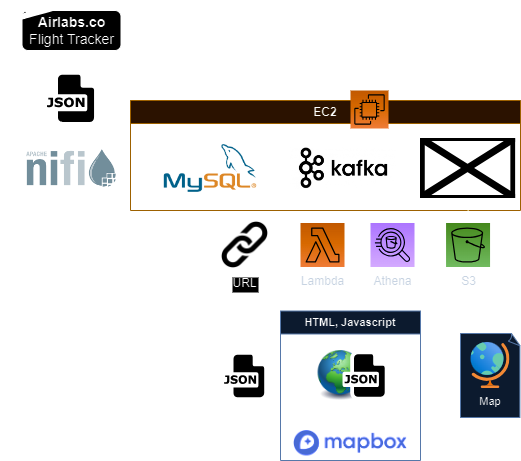 Airlabs.co
Flight Tracker
JSON
EC2
APACHE
nifi
MySQL®
kafka
URL
Lambda
Athena
S3
HTML, Javascript
JSON
JSON
Map
mapbox